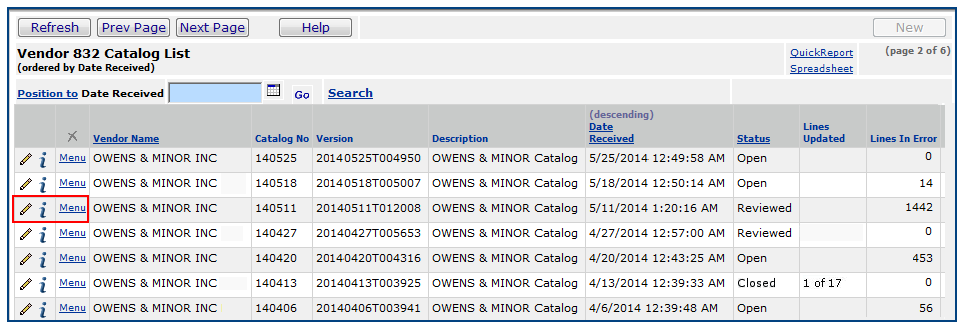 Refresh Prev Page Next Page Help New
Vendor 832 Catalog List QuickReport (page 2 of 6)
(ordered by Date Received) Spreadsheet
Position to Date Received Go Search
(descending)
Vendor Name Catalog No Version Description Date Received Status Lines Updated Lines In Error
Menu OWENS & MINOR INC 140525 20140525T004950 OWENS & MINOR Catalog 5/25/2014 12:49:58 AM Open 0
Menu OWENS & MINOR INC 140518 20140518T005007 OWENS & MINOR Catalog 5/18/2014 12:50:14 AM Open 14
Menu OWENS & MINOR INC 140511 20140511T012008 OWENS & MINOR Catalog 5/11/2014 1:20:16 AM Reviewed 1442
Menu OWENS & MINOR INC 140427 20140427T005653 OWENS & MINOR Catalog 4/27/2014 12:57:00 AM Reviewed 0
Menu OWENS & MINOR INC 140420 20140420T004316 OWENS & MINOR Catalog 4/20/2014 12:43:25 AM Open 453
Menu OWENS & MINOR INC 140413 20140413T003925 OWENS & MINOR Catalog 4/13/2014 12:39:33 AM Closed 1 of 17 0
Menu OWENS & MINOR INC 140406 20140406T003941 OWENS & MINOR Catalog 4/6/2014 12:39:48 AM Open 56